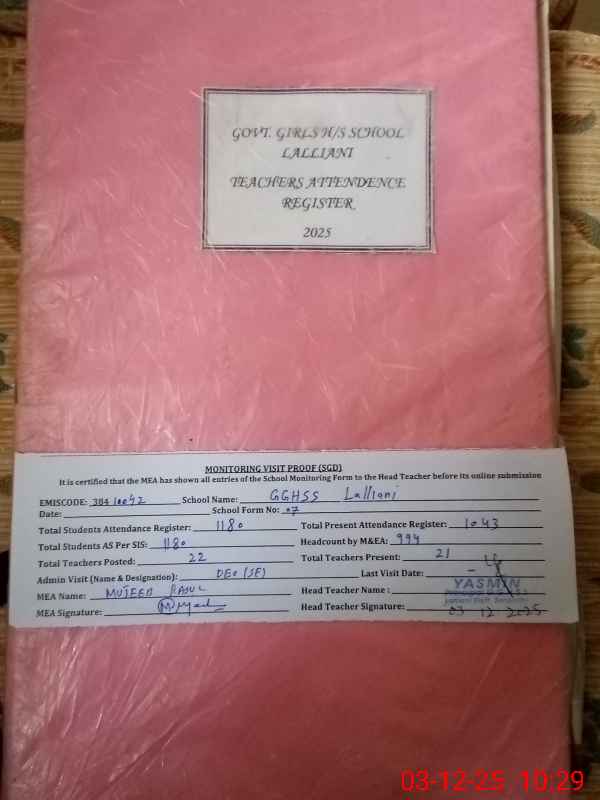 GOVT. GIRLS H/S SCHOOL
LALLIANI
TEACHERS ATTENDENCE
REGISTER
2025
MONITORING VISIT PROOF (SGD)
It is certified that the MEA has shown all entries of the School Monitoring Form to the Head Teacher before its online submission
EMISCODE: 38410042 School Name: GGHSS Lalliani
Date: School Form No: 07
Total Students Attendance Register: 1180 Total Present Attendance Register: 1043
Total Students AS Per SIS: 1180 Headcount by M&EA: 994
Total Teachers Posted: 22 Total Teachers Present: 21
Admin Visit (Name & Designation): DEO (SE) Last Visit Date:
MEA Name: MUJEEB RASUL Head Teacher Name: YASMIN
MEA Signature: Head Teacher Signature: 03 12 2025
03-12-25 10:29